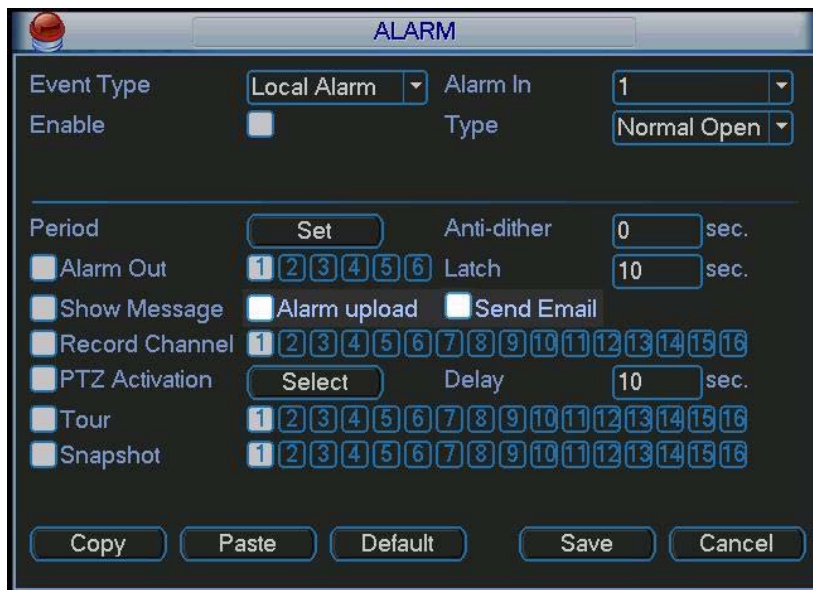 ALARM
Event Type Local Alarm Alarm In 1
Enable Type Normal Open
Period Set Anti-dither 0 sec.
Alarm Out 1 2 3 4 5 6 Latch 10 sec.
Show Message Alarm upload Send Email
Record Channel 1 2 3 4 5 6 7 8 9 10 11 12 13 14 15 16
PTZ Activation Select Delay 10 sec.
Tour 1 2 3 4 5 6 7 8 9 10 11 12 13 14 15 16
Snapshot 1 2 3 4 5 6 7 8 9 10 11 12 13 14 15 16
Copy Paste Default Save Cancel